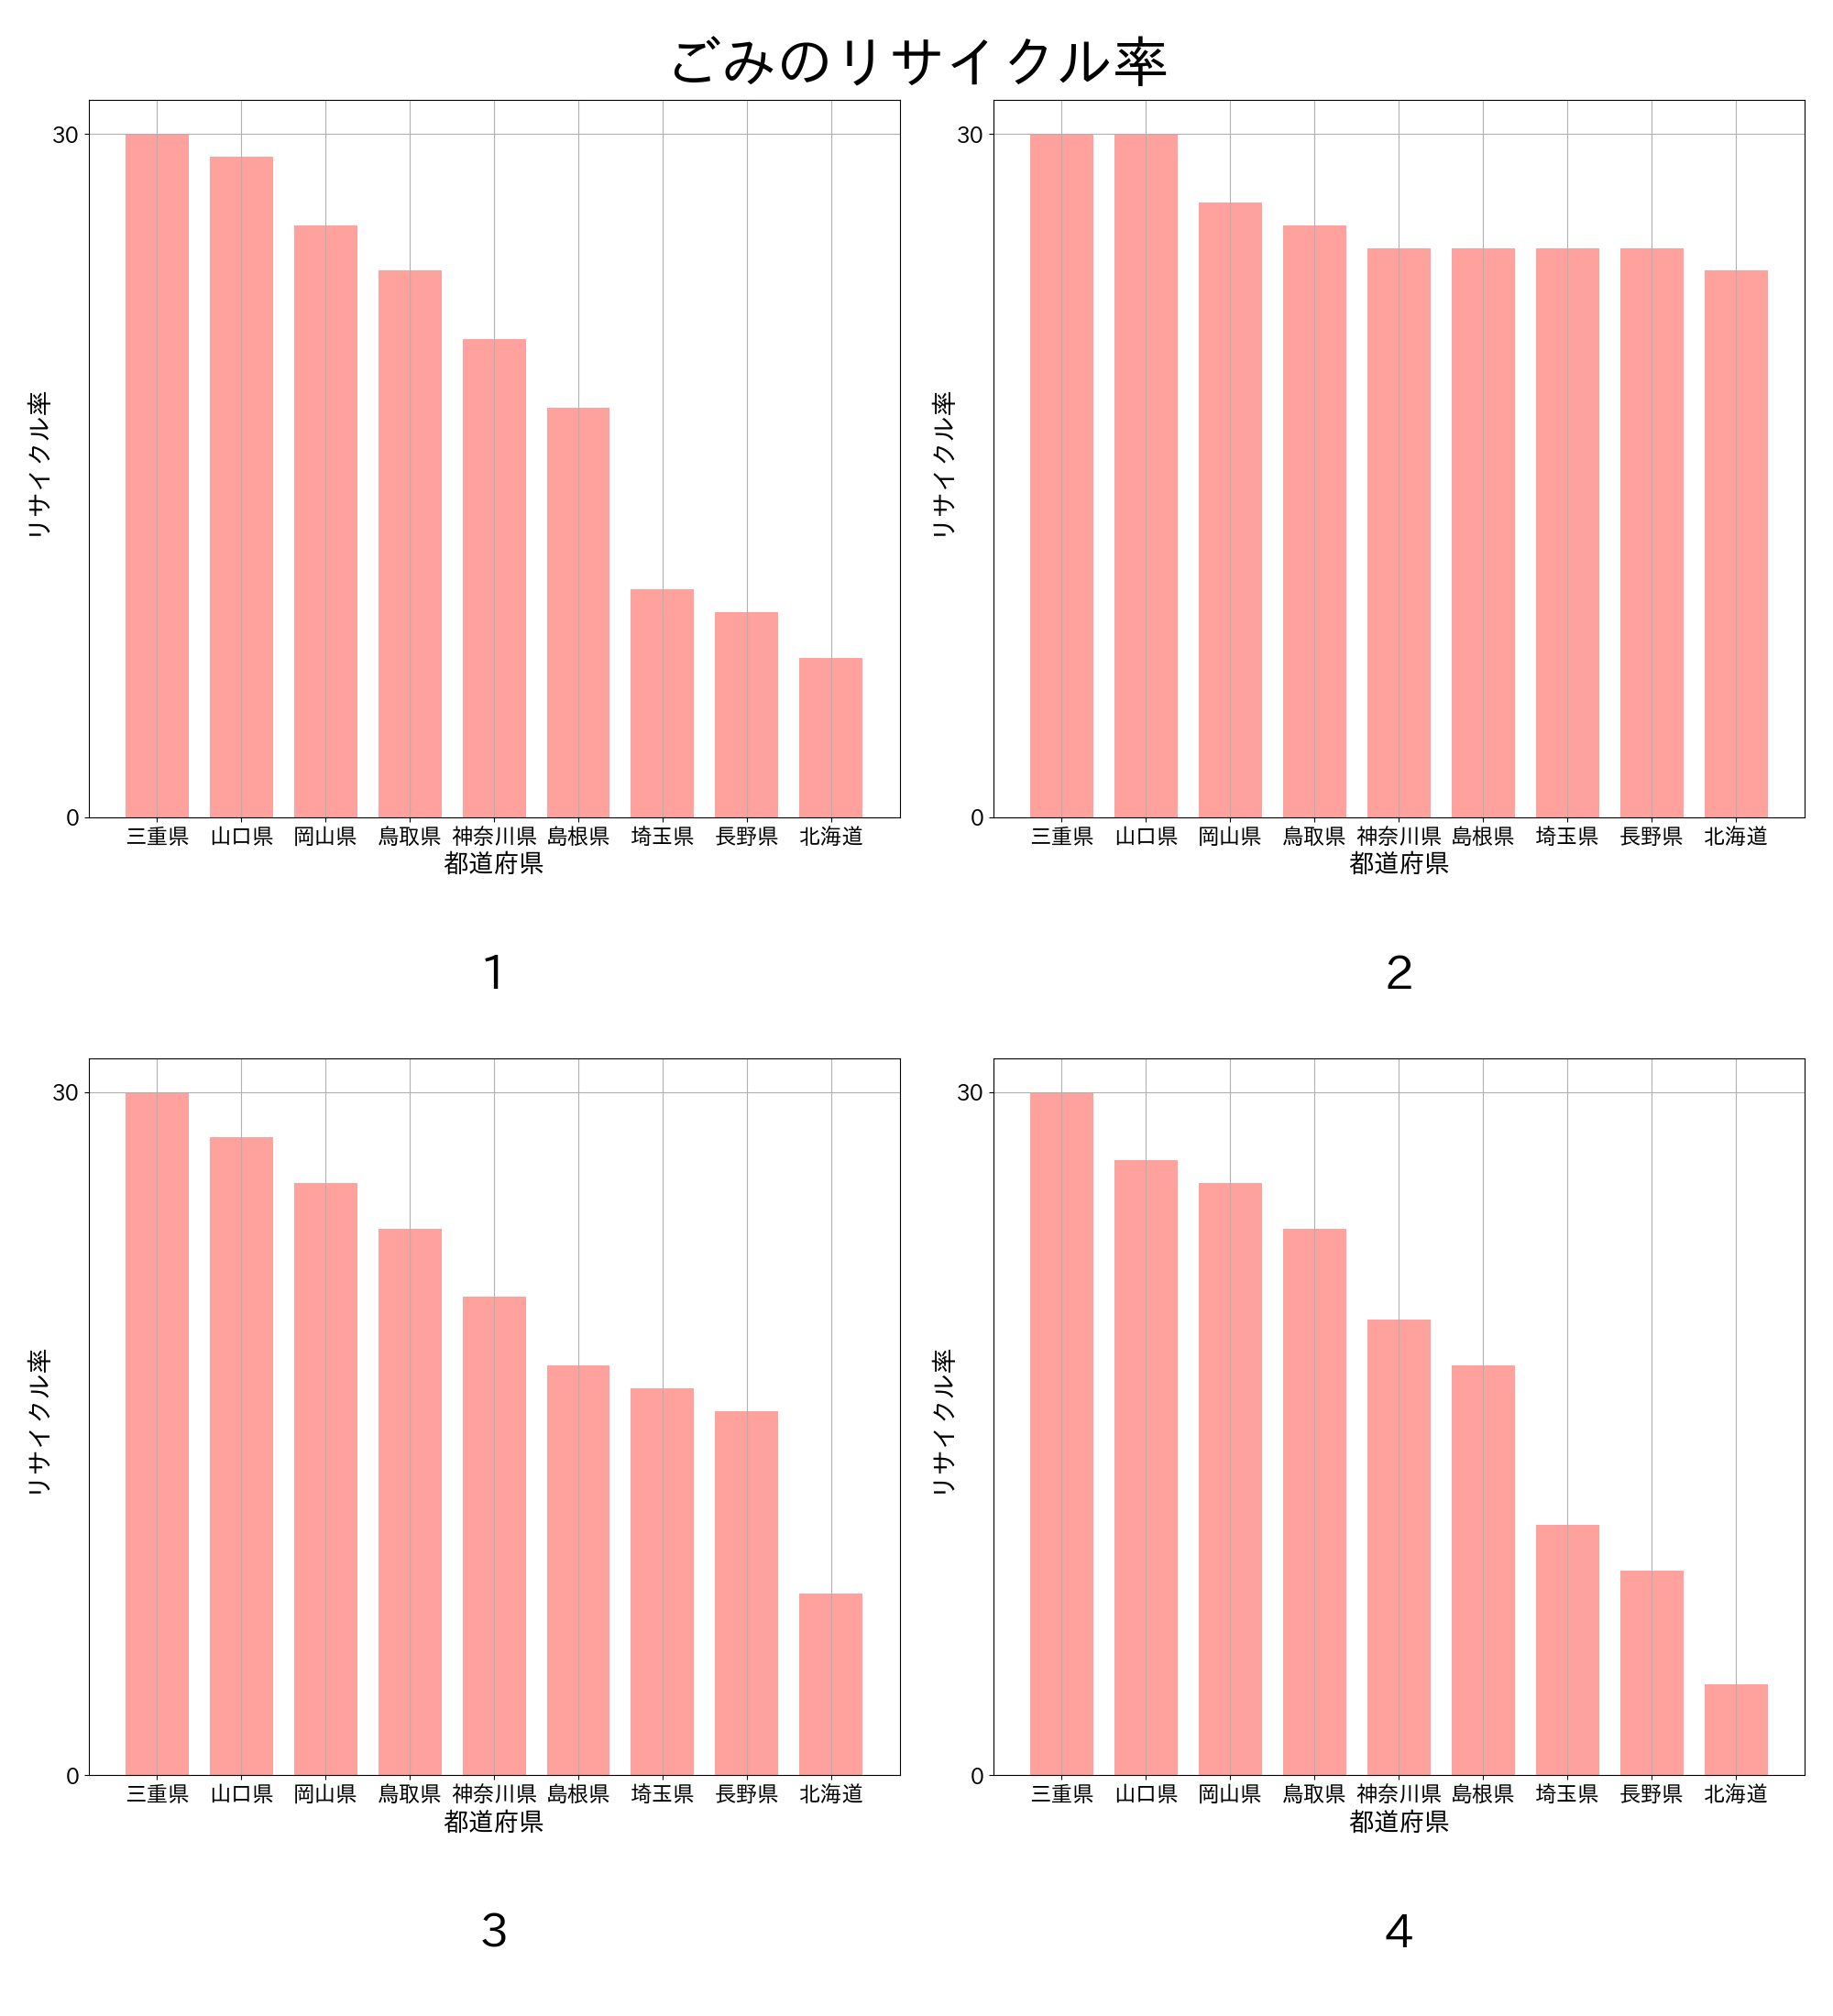 ごみのリサイクル率
30
0
リサイクル率
三重県 山口県 岡山県 鳥取県 神奈川県 島根県 埼玉県 長野県 北海道
都道府県
1
30
0
リサイクル率
三重県 山口県 岡山県 鳥取県 神奈川県 島根県 埼玉県 長野県 北海道
都道府県
2
30
0
リサイクル率
三重県 山口県 岡山県 鳥取県 神奈川県 島根県 埼玉県 長野県 北海道
都道府県
3
30
0
リサイクル率
三重県 山口県 岡山県 鳥取県 神奈川県 島根県 埼玉県 長野県 北海道
都道府県
4